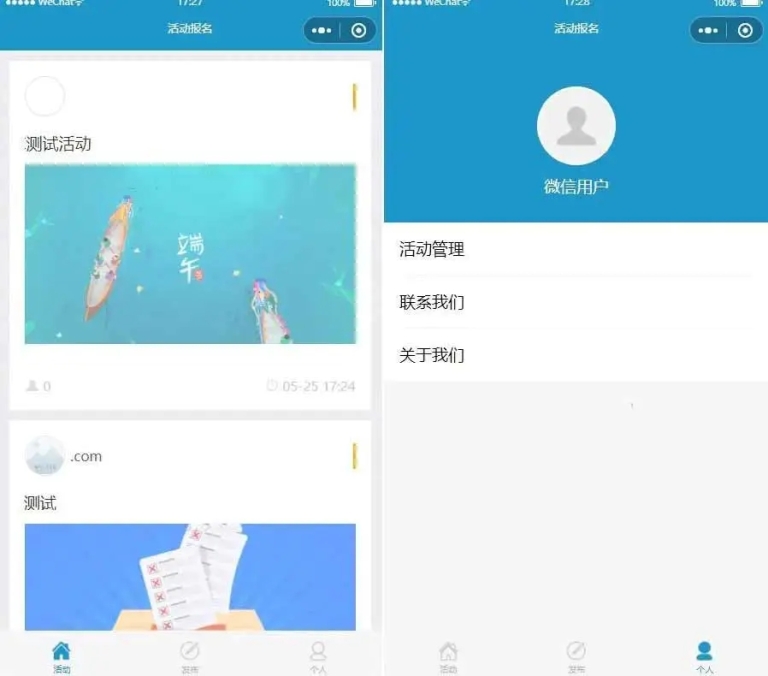 WeChat
17:27
100%
活动报名
测试活动
端
午
0
05-25 17:24
.com
测试
活动
发布
个人
WeChat
17:28
100%
活动报名
微信用户
活动管理
联系我们
关于我们
活动
发布
个人